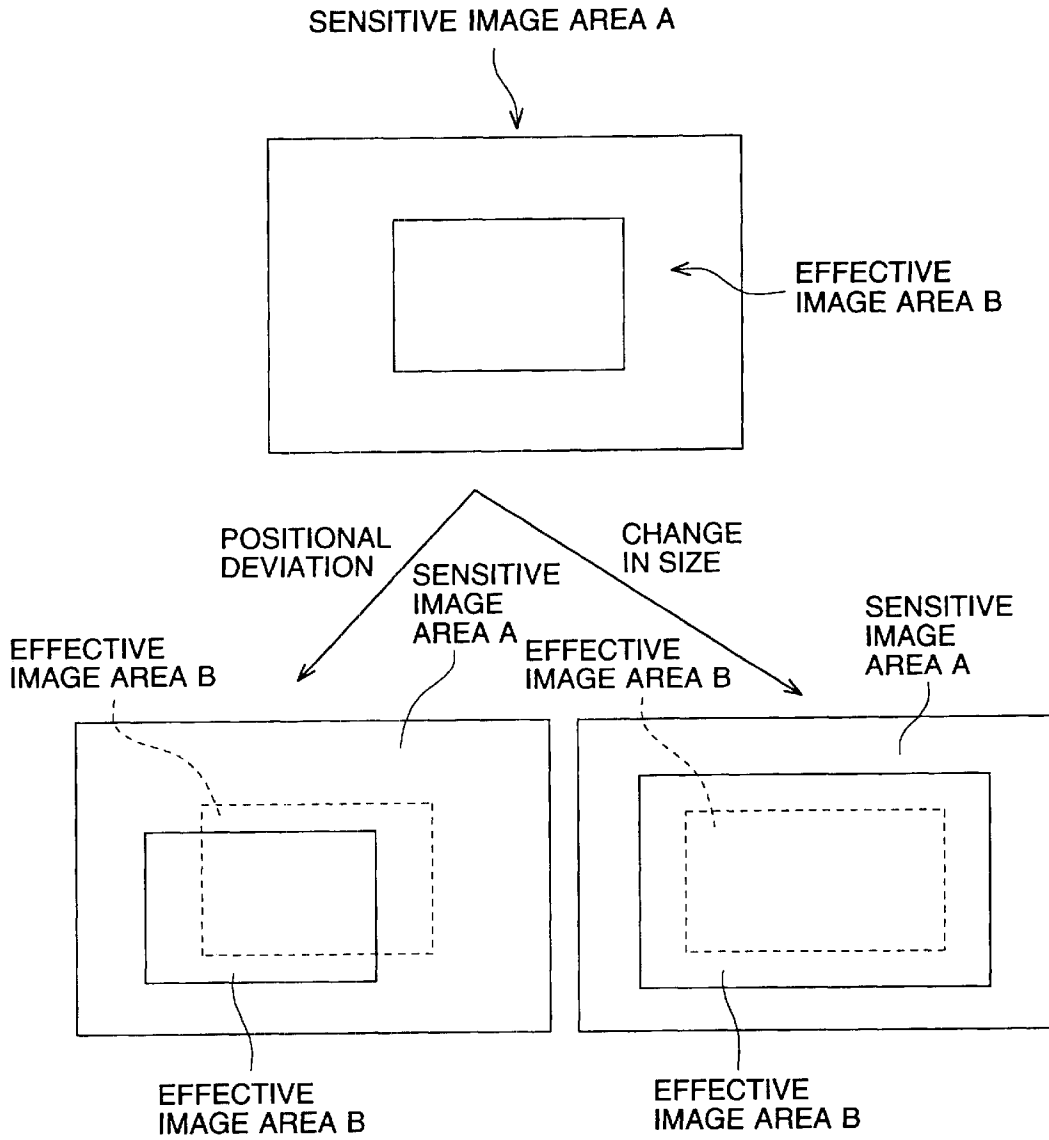 SENSITIVE IMAGE AREA A
EFFECTIVE
IMAGE AREA B
POSITIONAL
DEVIATION
CHANGE
IN SIZE
EFFECTIVE
IMAGE AREA B
SENSITIVE
IMAGE
AREA A
EFFECTIVE
IMAGE AREA B
SENSITIVE
IMAGE
AREA A
EFFECTIVE
IMAGE AREA B
EFFECTIVE
IMAGE AREA B